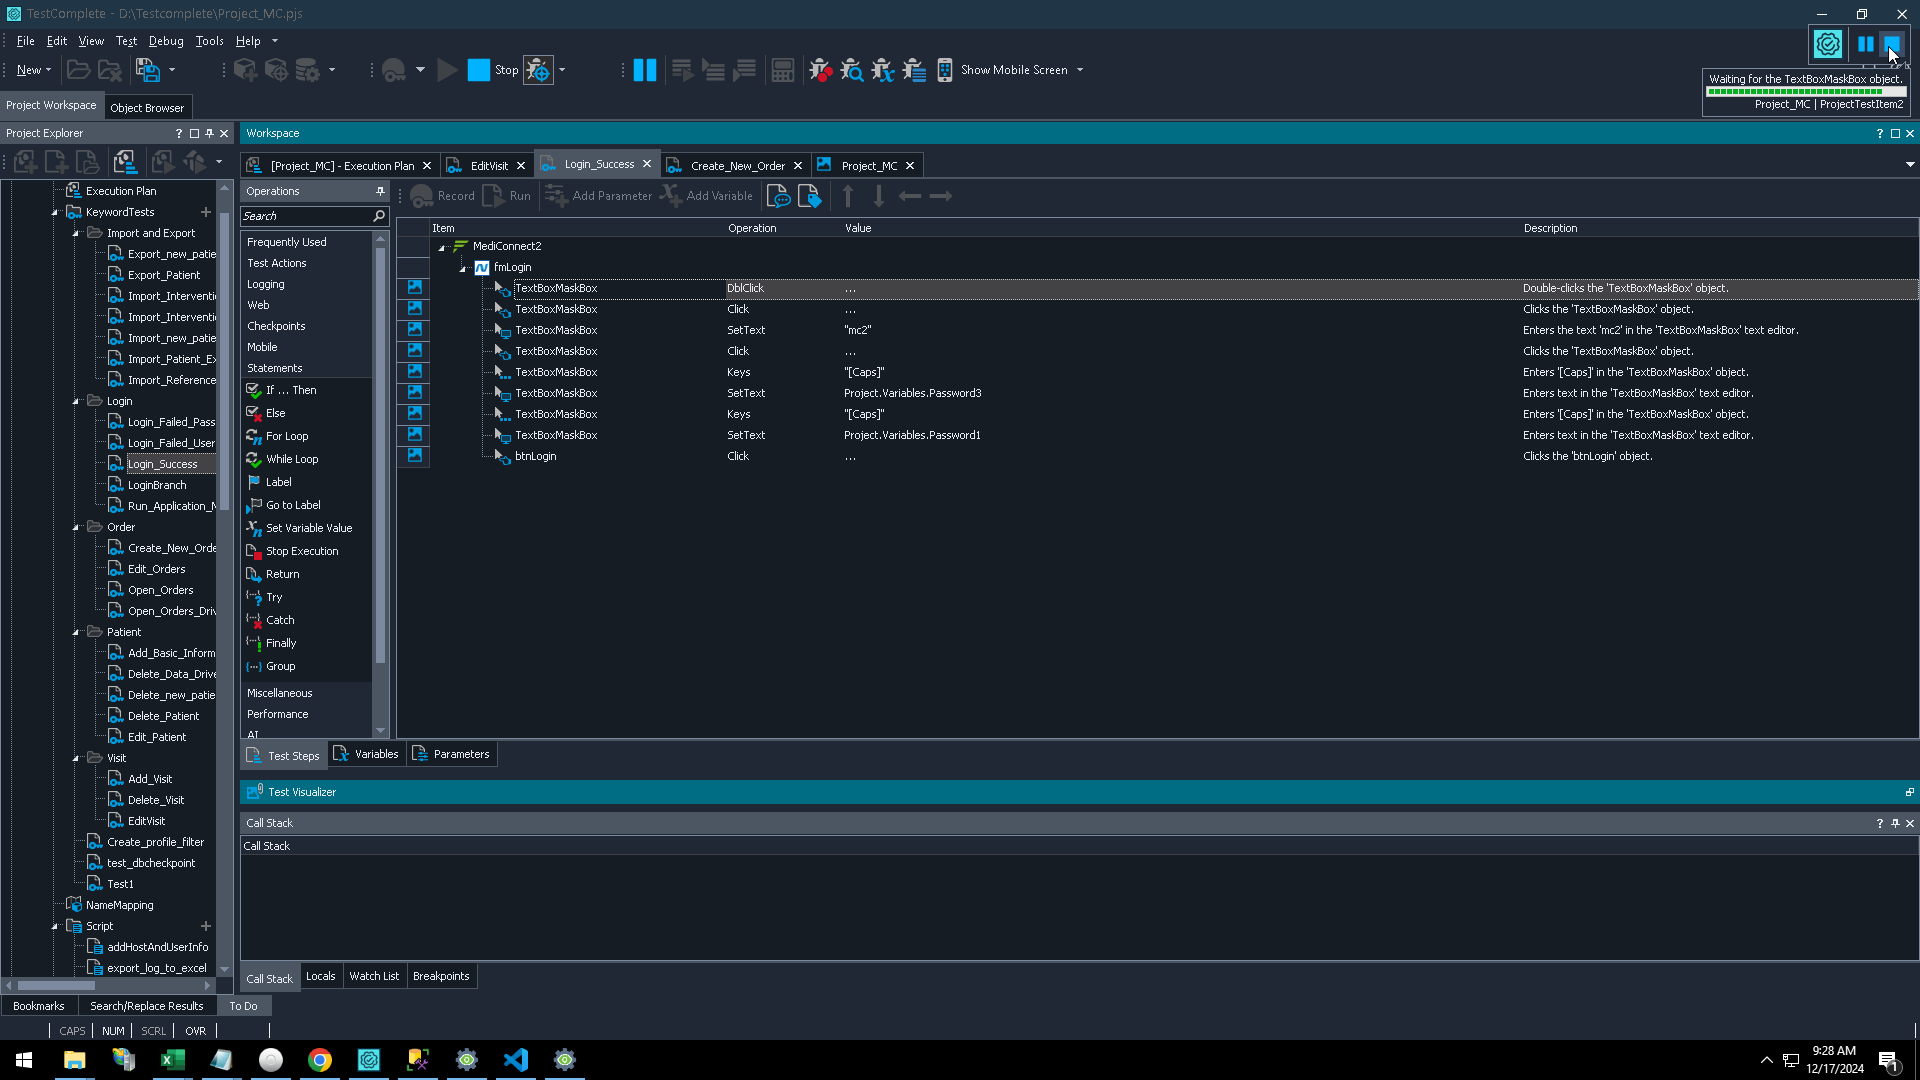 TestComplete - D:\Testcomplete\Project_MC.pjs
File Edit View Test Debug Tools Help
New
Stop
Show Mobile Screen
Waiting for the TextBoxMaskBox object.
Project_MC | ProjectTestItem2
Project Workspace
Object Browser
Project Explorer
Workspace
[Project_MC] - Execution Plan
EditVisit
Login_Success
Create_New_Order
Project_MC
Execution Plan
KeywordTests
Import and Export
Export_new_patie
Export_Patient
Import_Interventi
Import_Interventi
Import_new_patie
Import_Patient_Ex
Import_Reference
Login
Login_Failed_Pass
Login_Failed_User
Login_Success
LoginBranch
Run_Application_M
Order
Create_New_Orde
Edit_Orders
Open_Orders
Open_Orders_Driv
Patient
Add_Basic_Inform
Delete_Data_Drive
Delete_new_patie
Delete_Patient
Edit_Patient
Visit
Add_Visit
Delete_Visit
EditVisit
Create_profile_filter
test_dbcheckpoint
Test1
NameMapping
Script
addHostAndUserInfo
export_log_to_excel
Operations
Search
Frequently Used
Test Actions
Logging
Web
Checkpoints
Mobile
Statements
If ... Then
Else
For Loop
While Loop
Label
Go to Label
Set Variable Value
Stop Execution
Return
Try
Catch
Finally
Group
Miscellaneous
Performance
AI
Record Run Add Parameter Add Variable
Item Operation Value Description
MediConnect2
fmLogin
TextBoxMaskBox DblClick ... Double-clicks the 'TextBoxMaskBox' object.
TextBoxMaskBox Click ... Clicks the 'TextBoxMaskBox' object.
TextBoxMaskBox SetText "mc2" Enters the text 'mc2' in the 'TextBoxMaskBox' text editor.
TextBoxMaskBox Click ... Clicks the 'TextBoxMaskBox' object.
TextBoxMaskBox Keys "[Caps]" Enters '[Caps]' in the 'TextBoxMaskBox' object.
TextBoxMaskBox SetText Project.Variables.Password3 Enters text in the 'TextBoxMaskBox' text editor.
TextBoxMaskBox Keys "[Caps]" Enters '[Caps]' in the 'TextBoxMaskBox' object.
TextBoxMaskBox SetText Project.Variables.Password1 Enters text in the 'TextBoxMaskBox' text editor.
btnLogin Click ... Clicks the 'btnLogin' object.
Test Steps Variables Parameters
Test Visualizer
Call Stack
Call Stack
Call Stack Locals Watch List Breakpoints
Bookmarks Search/Replace Results To Do
CAPS NUM SCRL OVR
9:28 AM
12/17/2024
1